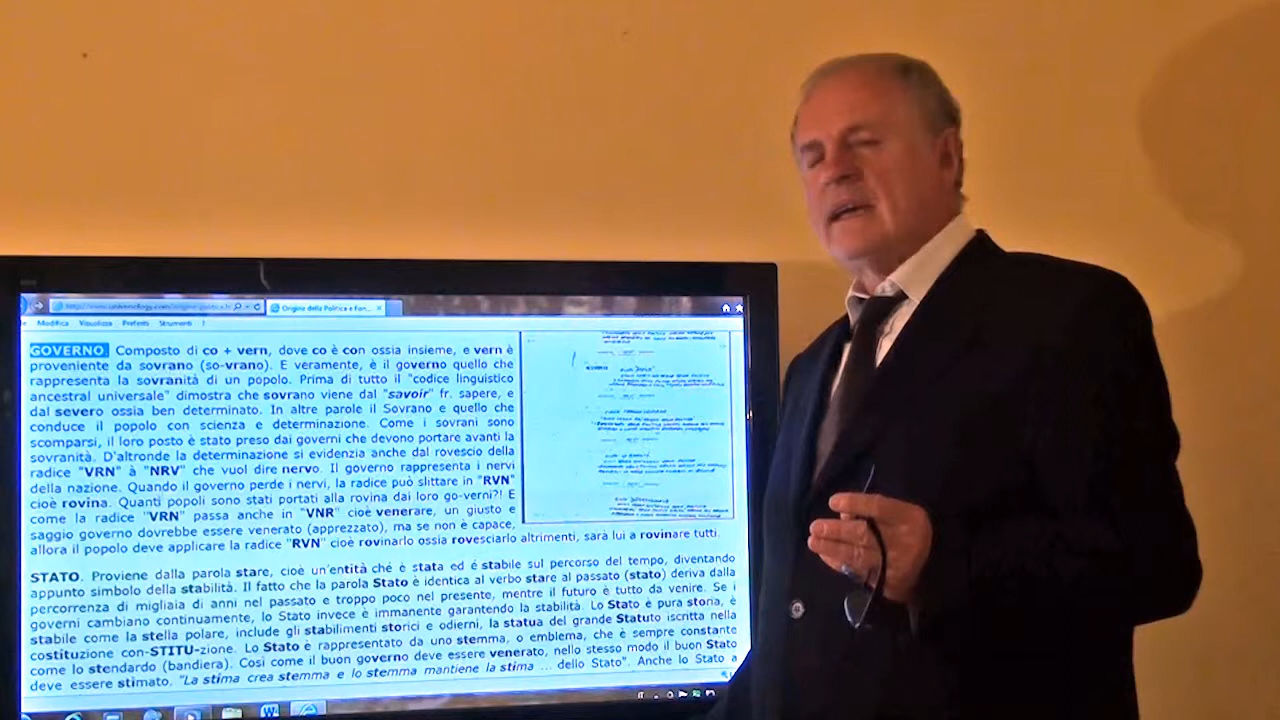 Origine della Politica e Fon...
Modifica Visualizza Preferiti Strumenti ?
GOVERNO. Composto di co + vern, dove co è con ossia insieme, e vern è
proveniente da sovrano (so-vrano). E veramente, è il governo quello che
rappresenta la sovranità di un popolo. Prima di tutto il "codice linguistico
ancestral universale" dimostra che sovrano viene dal "savoir" fr. sapere, e
dal severo ossia ben determinato. In altre parole il Sovrano e quello che
conduce il popolo con scienza e determinazione. Come i sovrani sono
scomparsi, il loro posto è stato preso dai governi che devono portare avanti la
sovranità. D'altronde la determinazione si evidenzia anche dal rovescio della
radice "VRN" à "NRV" che vuol dire nervo. Il governo rappresenta i nervi
della nazione. Quando il governo perde i nervi, la radice può slittare in "RVN"
cioè rovina. Quanti popoli sono stati portati alla rovina dai loro go-verni?! E
come la radice "VRN" passa anche in "VNR" cioè venerare, un giusto e
saggio governo dovrebbe essere venerato (apprezzato), ma se non è capace,
allora il popolo deve applicare la radice "RVN" cioè rovinarlo ossia rovesciarlo altrimenti, sarà lui a rovinare tutti.
STATO. Proviene dalla parola stare, cioè un'entità ché è stata ed é stabile sul percorso del tempo, diventando
appunto simbolo della stabilità. Il fatto che la parola Stato è identica al verbo stare al passato (stato) deriva dalla
percorrenza di migliaia di anni nel passato e troppo poco nel presente, mentre il futuro è tutto da venire. Se i
governi cambiano continuamente, lo Stato invece è immanente garantendo la stabilità. Lo Stato è pura storia, è
stabile come la stella polare, include gli stabilimenti storici e odierni, la statua del grande Statuto iscritta nella
costituzione con-STITU-zione. Lo Stato è rappresentato da uno stemma, o emblema, che è sempre constante
come lo stendardo (bandiera). Così come il buon governo deve essere venerato, nello stesso modo il buon Stato
deve essere stimato. "La stima crea stemma e lo stemma mantiene la stima ... dello Stato". Anche lo Stato a
IT